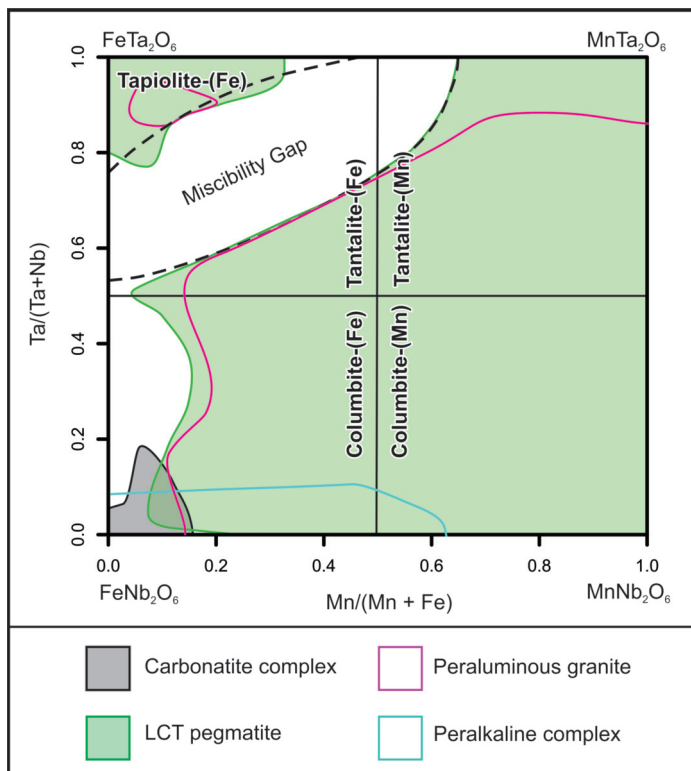 FeTa₂O₆
MnTa₂O₆
Tapiolite-(Fe)
Miscibility Gap
Tantalite-(Fe)
Tantalite-(Mn)
Columbite-(Fe)
Columbite-(Mn)
Ta/(Ta+Nb)
1.0
0.8
0.6
0.4
0.2
0.0
0.0 0.2 0.4 0.6 0.8 1.0
FeNb₂O₆
Mn/(Mn + Fe)
MnNb₂O₆
Carbonatite complex
Peraluminous granite
LCT pegmatite
Peralkaline complex